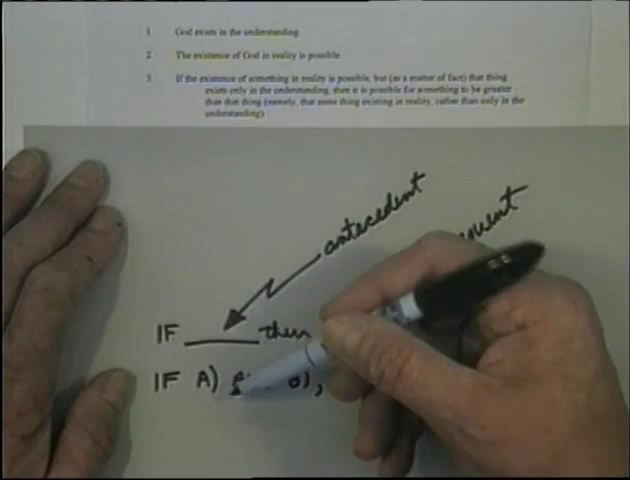 1. God exists in the understanding.
2. The existence of God in reality is possible.
3. If the existence of something in reality is possible, but (as a matter of fact) that thing
exists only in the understanding, then it is possible for something to be greater
than that thing (namely, that same thing existing in reality, rather than only in the
understanding).
antecedent
IF then
IF A)